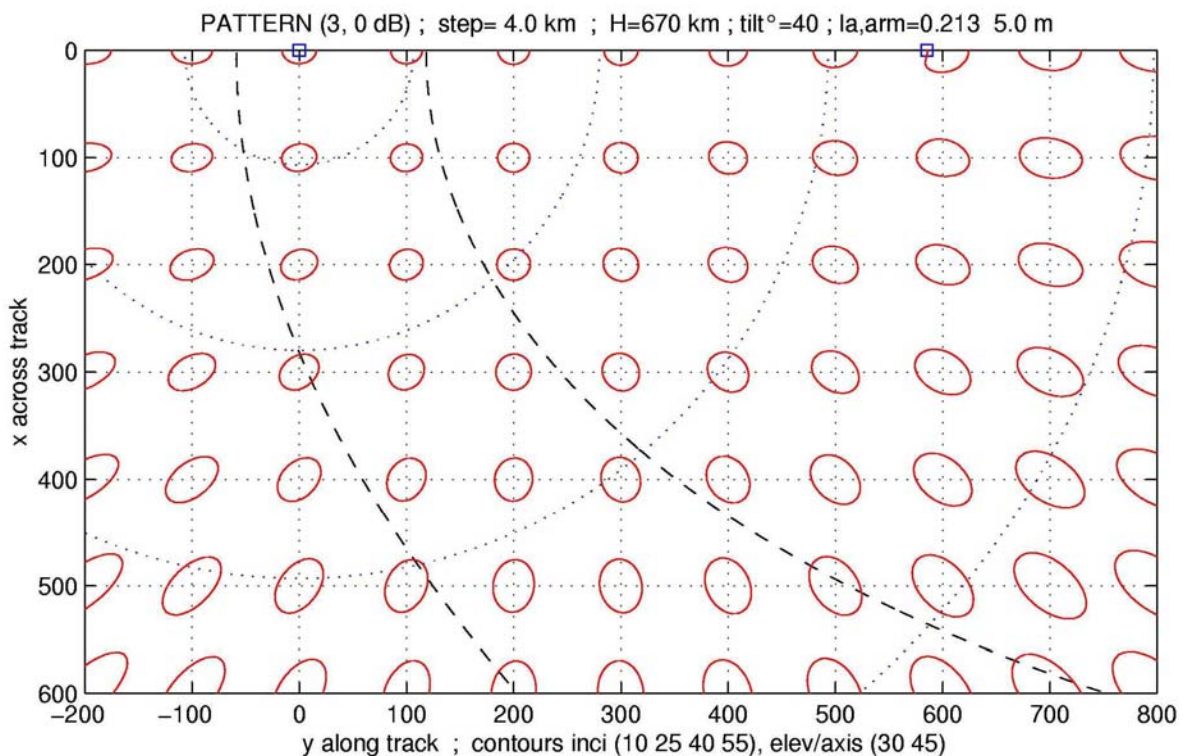 PATTERN (3, 0 dB) ; step= 4.0 km ; H=670 km ; tilt°=40 ; la,arm=0.213 5.0 m
x across track
0
100
200
300
400
500
600
−200 −100 0 100 200 300 400 500 600 700 800
y along track ; contours inci (10 25 40 55), elev/axis (30 45)